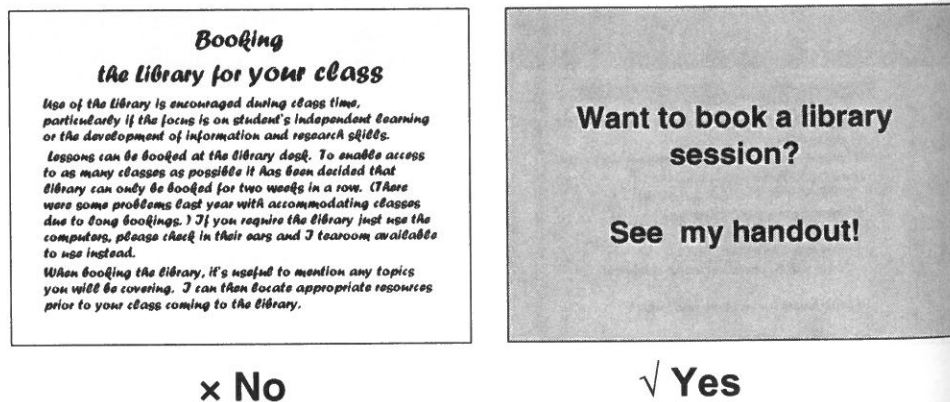 Booking
the Library for your class
Use of the Library is encouraged during class time,
particularly if the focus is on student's independent learning
or the development of information and research skills.
Lessons can be booked at the library desk. To enable access
to as many classes as possible it has been decided that
library can only be booked for two weeks in a row. (There
were some problems last year with accommodating classes
due to long bookings. ) If you require the library just use the
computers, please check in their ears and I tearoom available
to use instead.
When booking the library, it's useful to mention any topics
you will be covering. I can then locate appropriate resources
prior to your class coming to the library.
× No
Want to book a library
session?
See my handout!
√ Yes